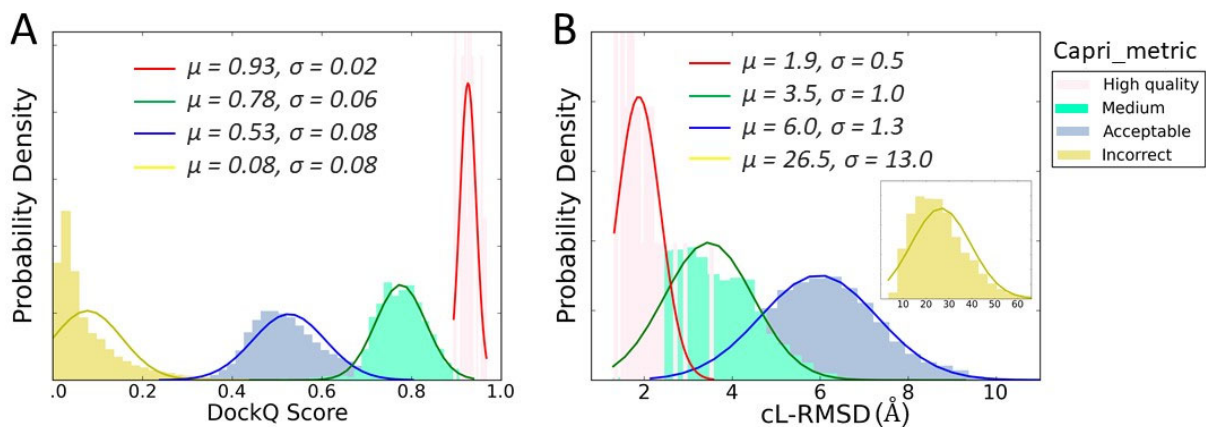 A
μ = 0.93, σ = 0.02
μ = 0.78, σ = 0.06
μ = 0.53, σ = 0.08
μ = 0.08, σ = 0.08
Probability Density
.0 0.2 0.4 0.6 0.8 1.0
DockQ Score
B
μ = 1.9, σ = 0.5
μ = 3.5, σ = 1.0
μ = 6.0, σ = 1.3
μ = 26.5, σ = 13.0
Probability Density
10 20 30 40 50 60
2 4 6 8 10
cL-RMSD (Å)
Capri_metric
High quality
Medium
Acceptable
Incorrect